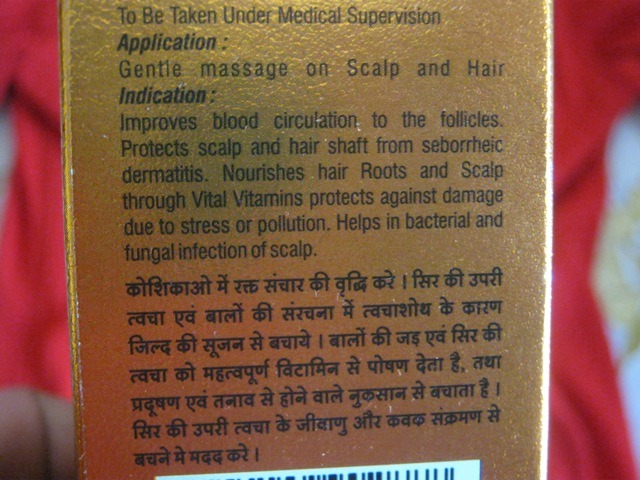 To Be Taken Under Medical Supervision
Application :
Gentle massage on Scalp and Hair
Indication :
Improves blood circulation to the follicles.
Protects scalp and hair shaft from seborrheic
dermatitis. Nourishes hair Roots and Scalp
through Vital Vitamins protects against damage
due to stress or pollution. Helps in bacterial and
fungal infection of scalp.
कोशिकाओ में रक्त संचार की वृद्धि करे । सिर की उपरी
त्वचा एवं बालों की संरचना में त्वचाशोथ के कारण
जिल्द की सूजन से बचाये । बालों की जड़ एवं सिर की
त्वचा को महत्वपूर्ण विटामिन से पोषण देता है, तथा
प्रदूषण एवं तनाव से होने वाले नुकसान से बचाता है ।
सिर की उपरी त्वचा के जीवाणु और कवक संक्रमण से
बचने मे मदद करे ।